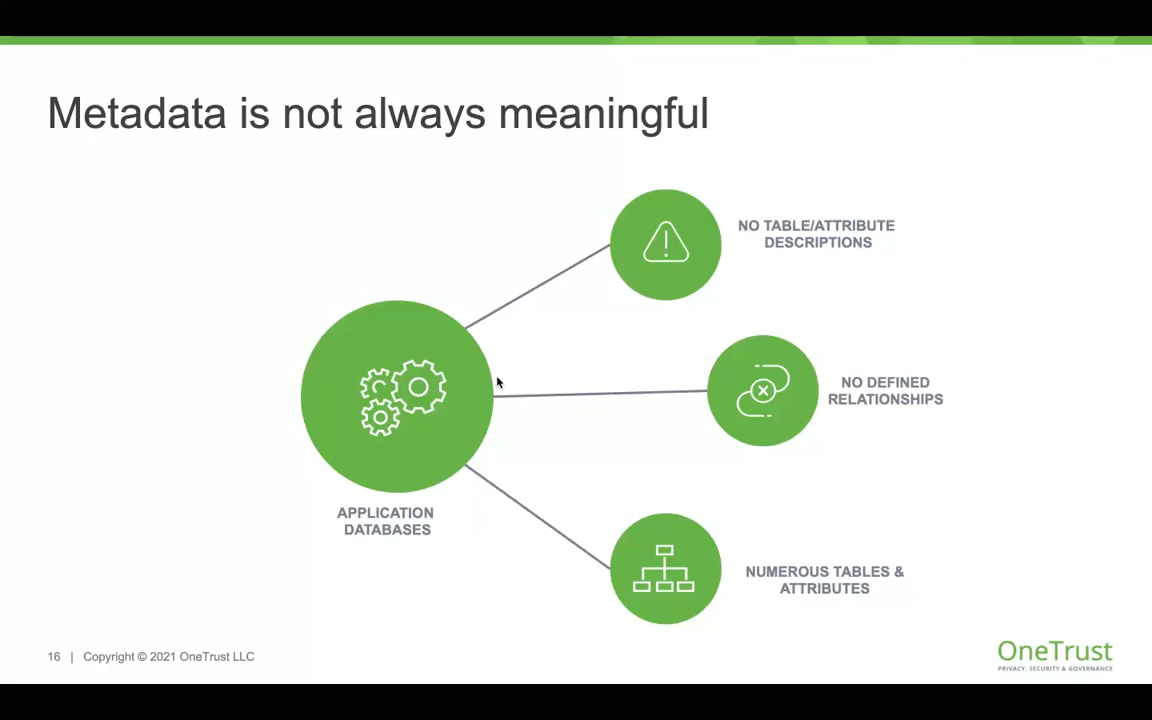 Metadata is not always meaningful
NO TABLE/ATTRIBUTE
DESCRIPTIONS
NO DEFINED
RELATIONSHIPS
APPLICATION
DATABASES
NUMEROUS TABLES &
ATTRIBUTES
16 | Copyright © 2021 OneTrust LLC
OneTrust
PRIVACY, SECURITY & GOVERNANCE